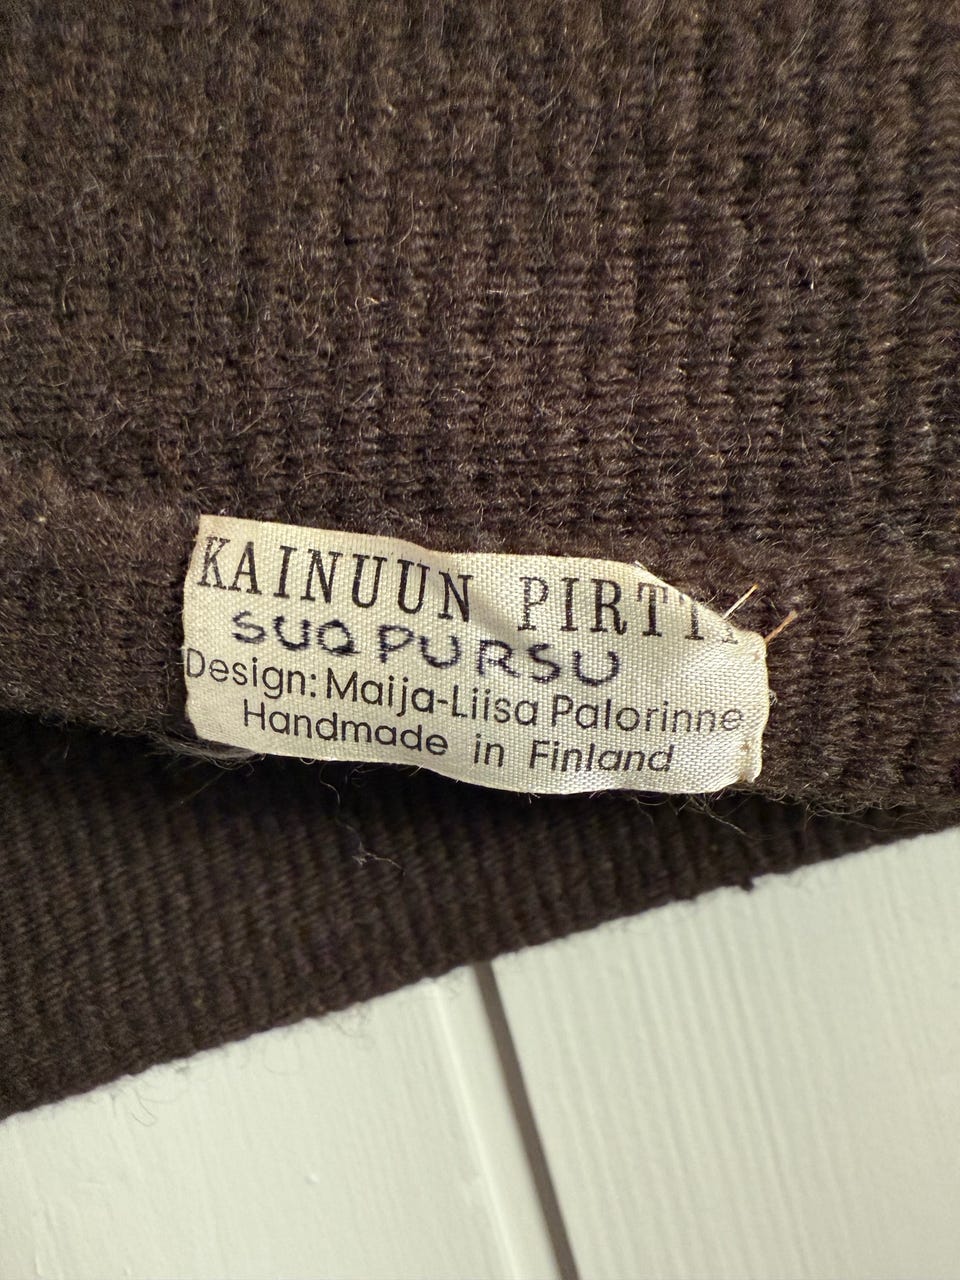 KAINUUN PIRTTI
SUOPURSU
Design: Maija-Liisa Palorinne
Handmade in Finland